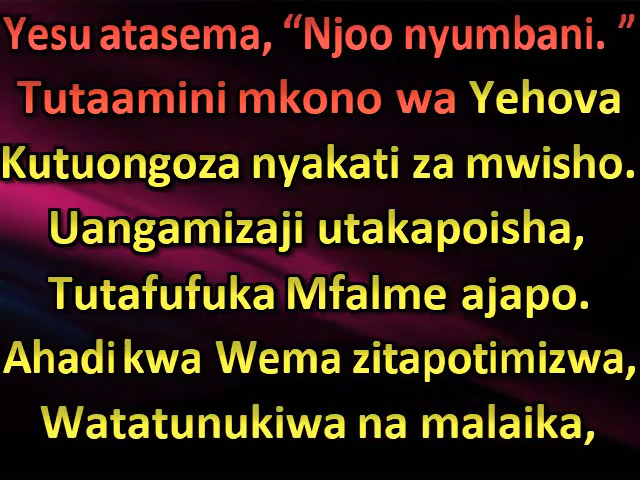 Yesu atasema, “Njoo nyumbani. ”
Tutaamini mkono wa Yehova
Kutuongoza nyakati za mwisho.
Uangamizaji utakapoisha,
Tutafufuka Mfalme ajapo.
Ahadi kwa Wema zitapotimizwa,
Watatunukiwa na malaika,